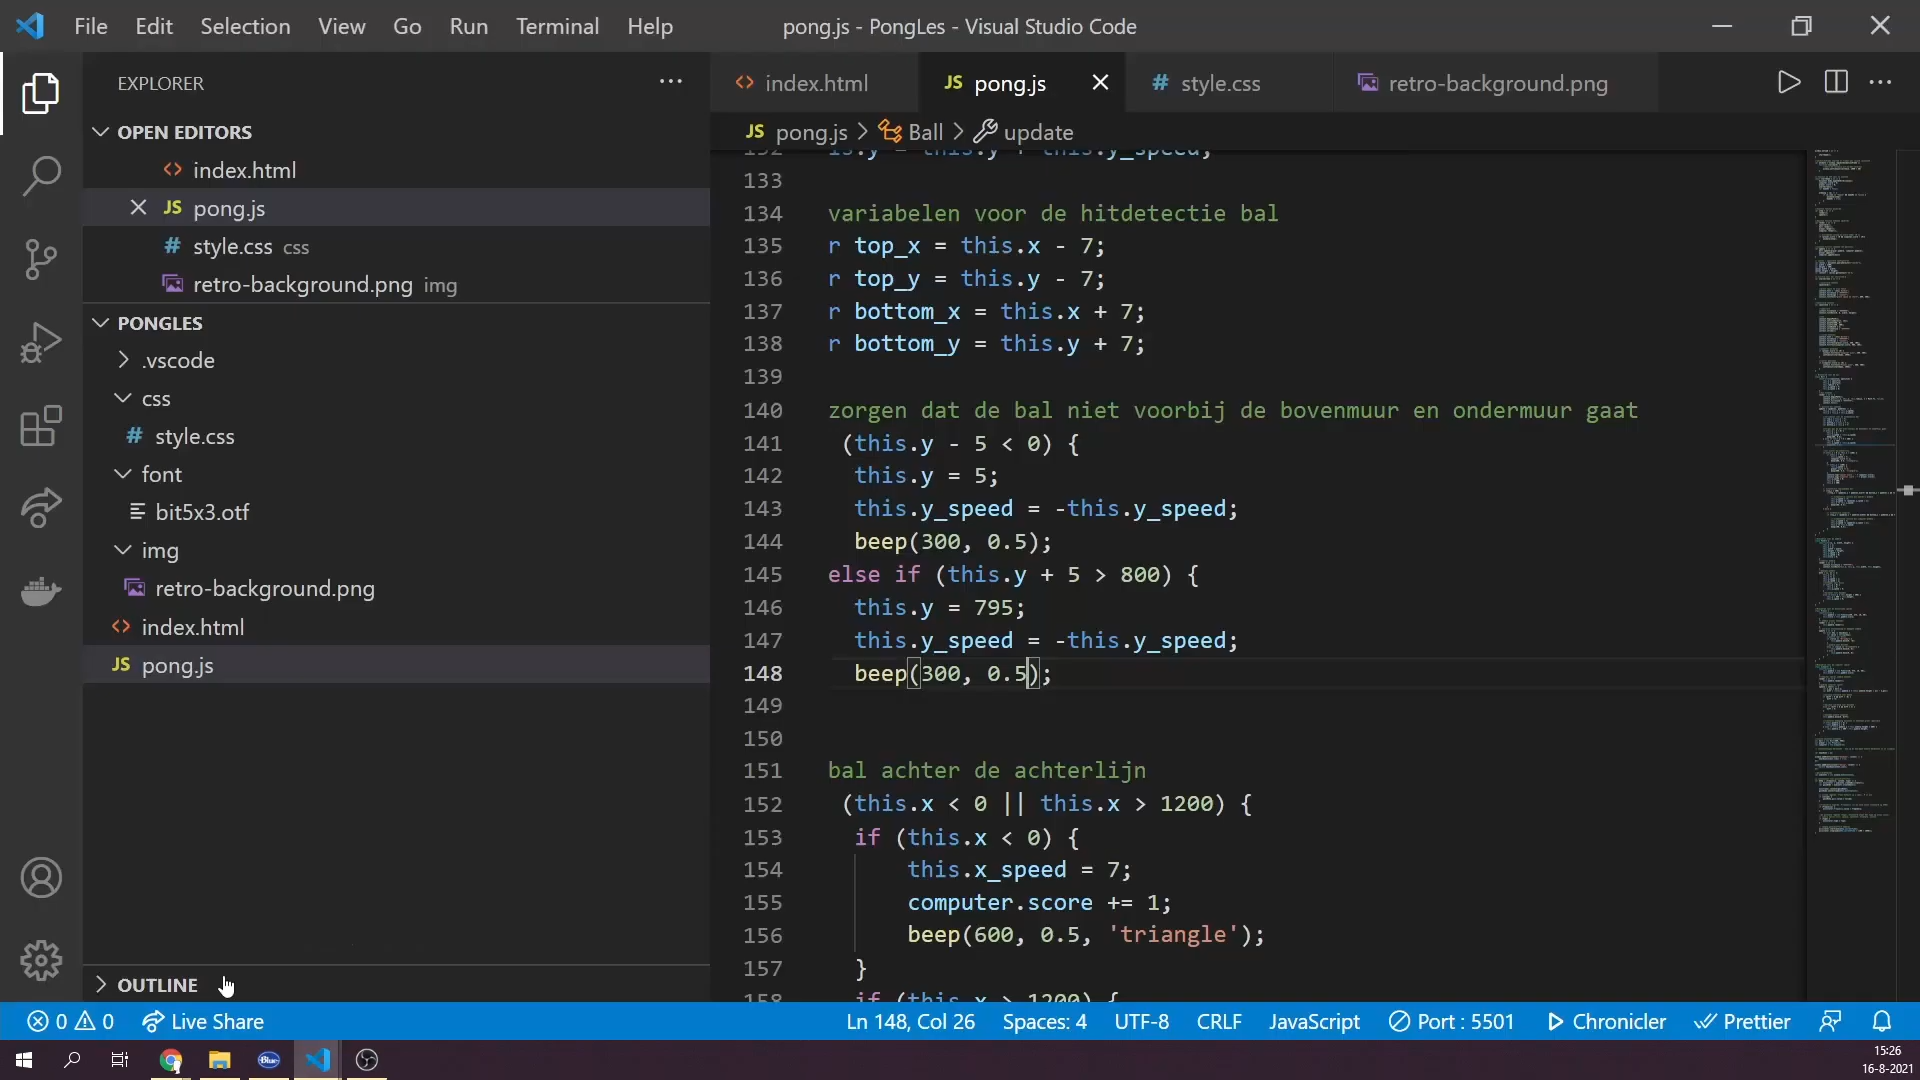 File Edit Selection View Go Run Terminal Help pong.js - PongLes - Visual Studio Code
EXPLORER
OPEN EDITORS
index.html
JS pong.js
# style.css css
retro-background.png img
PONGLES
.vscode
css
# style.css
font
bit5x3.otf
img
retro-background.png
index.html
JS pong.js
OUTLINE
index.html JS pong.js # style.css retro-background.png
JS pong.js > Ball > update
133
134 variabelen voor de hitdetectie bal
135 r top_x = this.x - 7;
136 r top_y = this.y - 7;
137 r bottom_x = this.x + 7;
138 r bottom_y = this.y + 7;
139
140 zorgen dat de bal niet voorbij de bovenmuur en ondermuur gaat
141 (this.y - 5 < 0) {
142 this.y = 5;
143 this.y_speed = -this.y_speed;
144 beep(300, 0.5);
145 else if (this.y + 5 > 800) {
146 this.y = 795;
147 this.y_speed = -this.y_speed;
148 beep(300, 0.5);
149
150
151 bal achter de achterlijn
152 (this.x < 0 || this.x > 1200) {
153 if (this.x < 0) {
154 this.x_speed = 7;
155 computer.score += 1;
156 beep(600, 0.5, 'triangle');
157 }
158 if (this.x > 1200) {
0 0 Live Share Ln 148, Col 26 Spaces: 4 UTF-8 CRLF JavaScript Port : 5501 Chronicler Prettier
Blue
15:26
16-8-2021